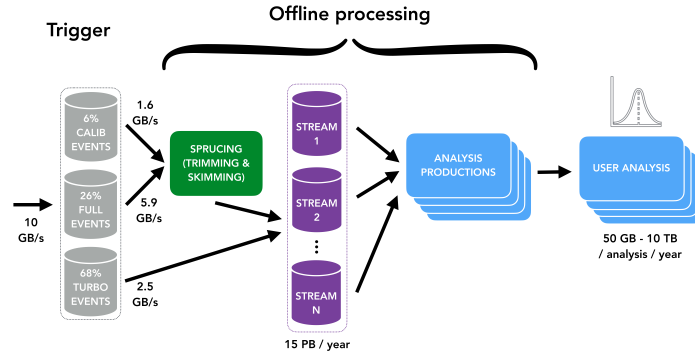 Offline processing
Trigger
6%
CALIB
EVENTS
1.6
GB/s
SPRUCING
(TRIMMING &
SKIMMING)
STREAM
1
ANALYSIS
PRODUCTIONS
USER ANALYSIS
10
GB/s
26%
FULL
EVENTS
5.9
GB/s
STREAM
2
50 GB - 10 TB
/ analysis / year
68%
TURBO
EVENTS
2.5
GB/s
STREAM
N
15 PB / year